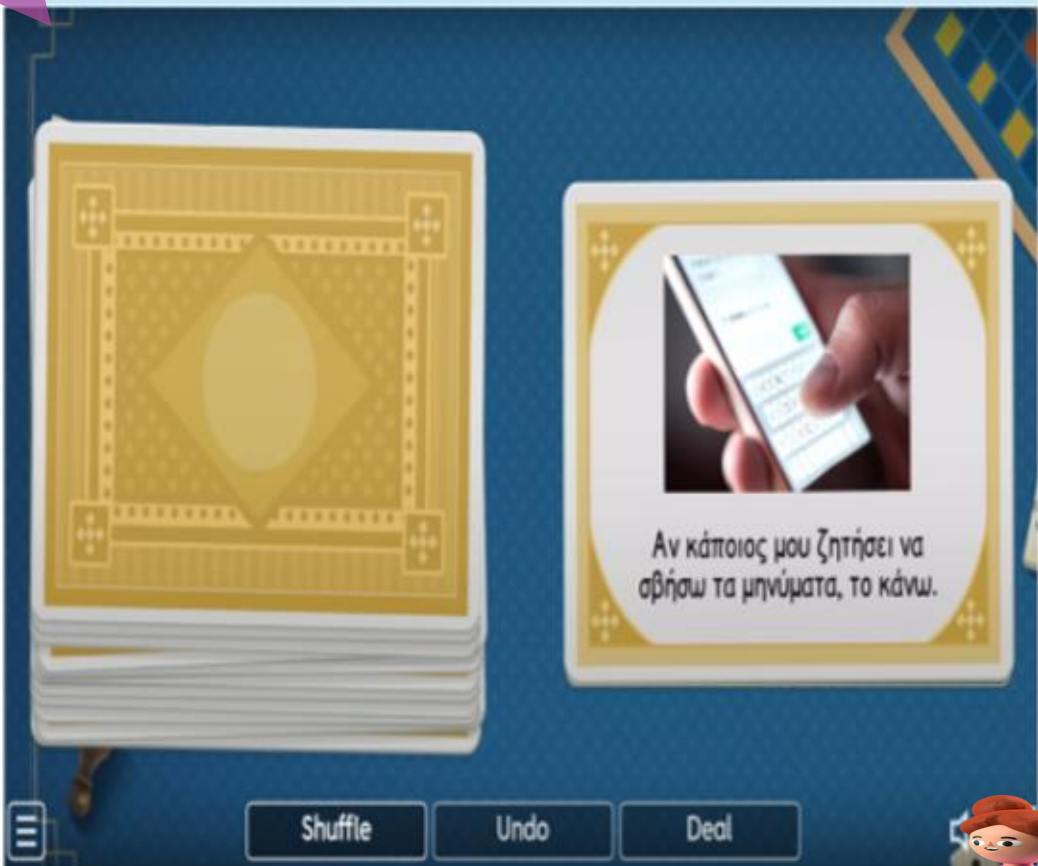 Αν κάποιος μου ζητήσει να
σβήσω τα μηνύματα, το κάνω.
Shuffle
Undo
Deal